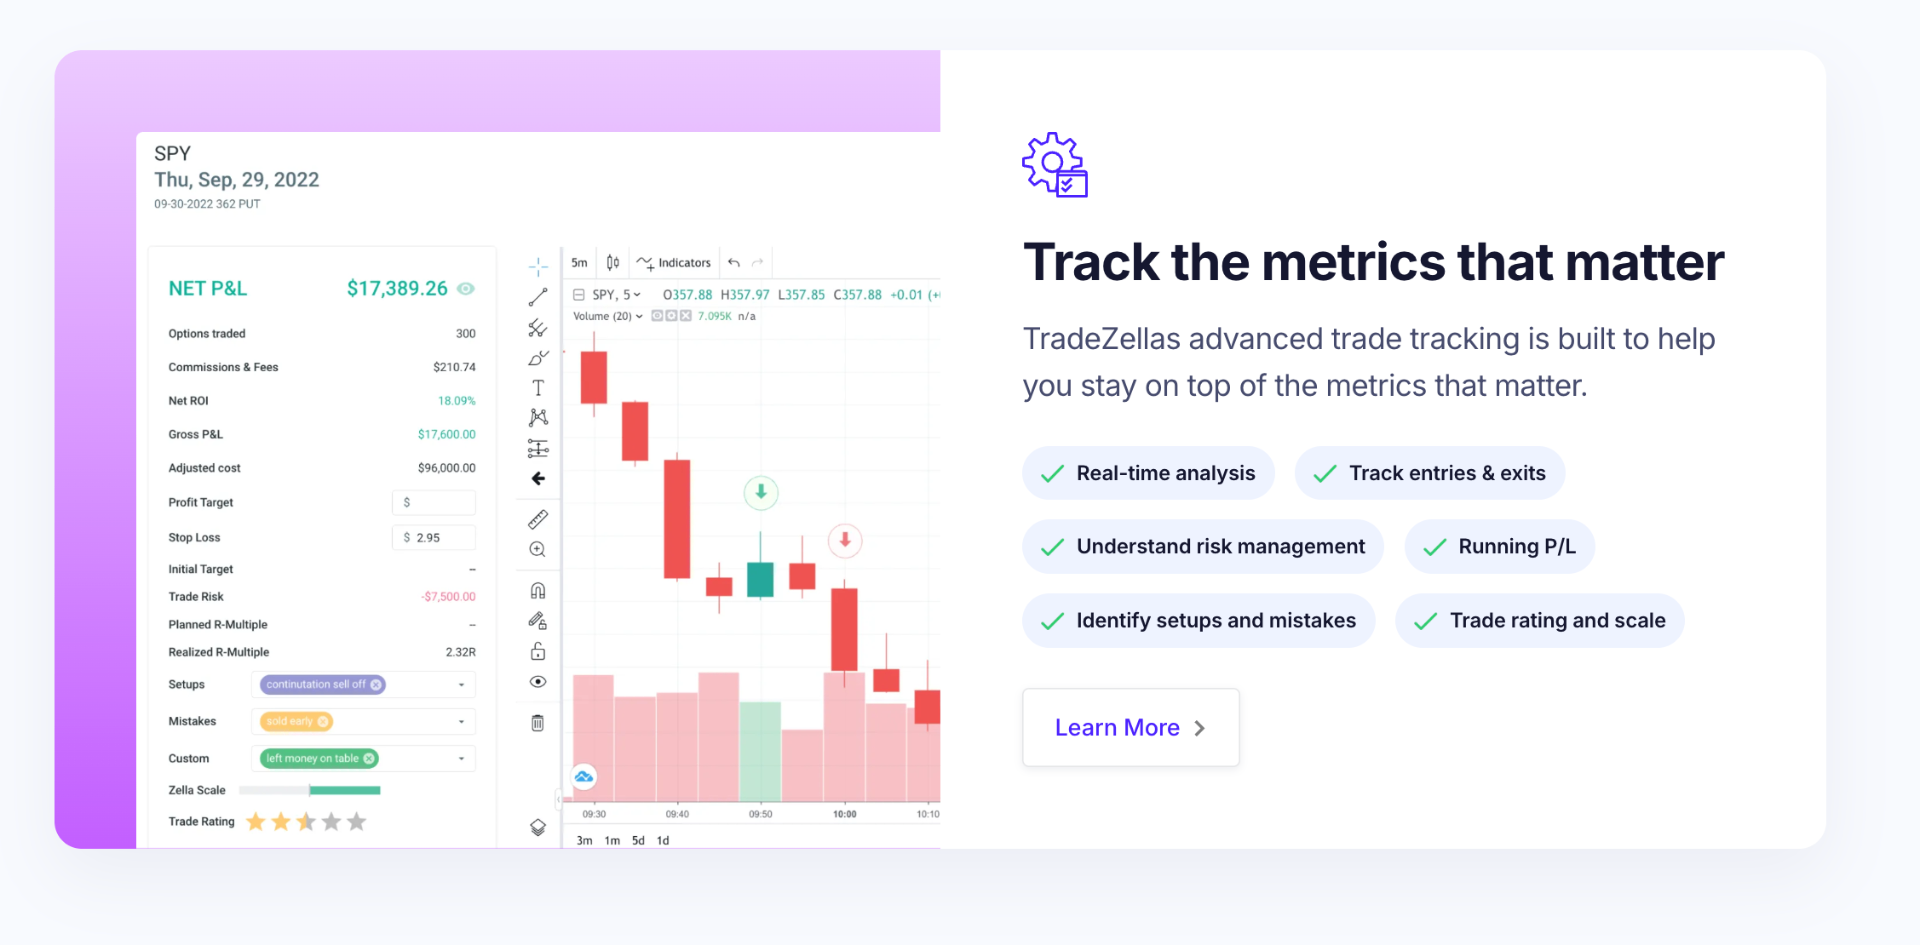 SPY
Thu, Sep, 29, 2022
09-30-2022 362 PUT
NET P&L $17,389.26
Options traded 300
Commissions & Fees $210.74
Net ROI 18.09%
Gross P&L $17,600.00
Adjusted cost $96,000.00
Profit Target $
Stop Loss $ 2.95
Initial Target --
Trade Risk -$7,500.00
Planned R-Multiple --
Realized R-Multiple 2.32R
Setups continutation sell off
Mistakes sold early
Custom left money on table
Zella Scale
Trade Rating
5m Indicators
SPY, 5 O357.88 H357.97 L357.85 C357.88 +0.01
Volume (20) 7.095K n/a
09:30 09:40 09:50 10:00 10:10
3m 1m 5d 1d
Track the metrics that matter
TradeZellas advanced trade tracking is built to help
you stay on top of the metrics that matter.
Real-time analysis Track entries & exits
Understand risk management Running P/L
Identify setups and mistakes Trade rating and scale
Learn More